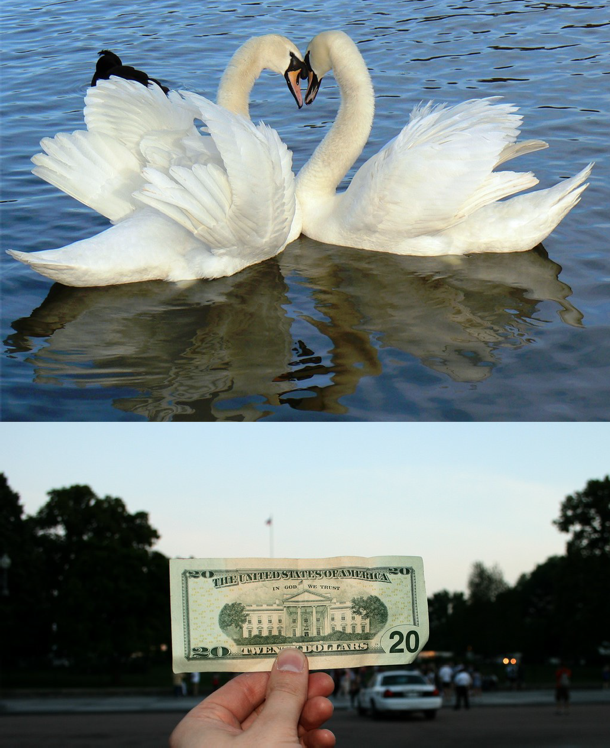 20 THE UNITED STATES OF AMERICA 20
IN GOD WE TRUST
20 TWENTY DOLLARS 20